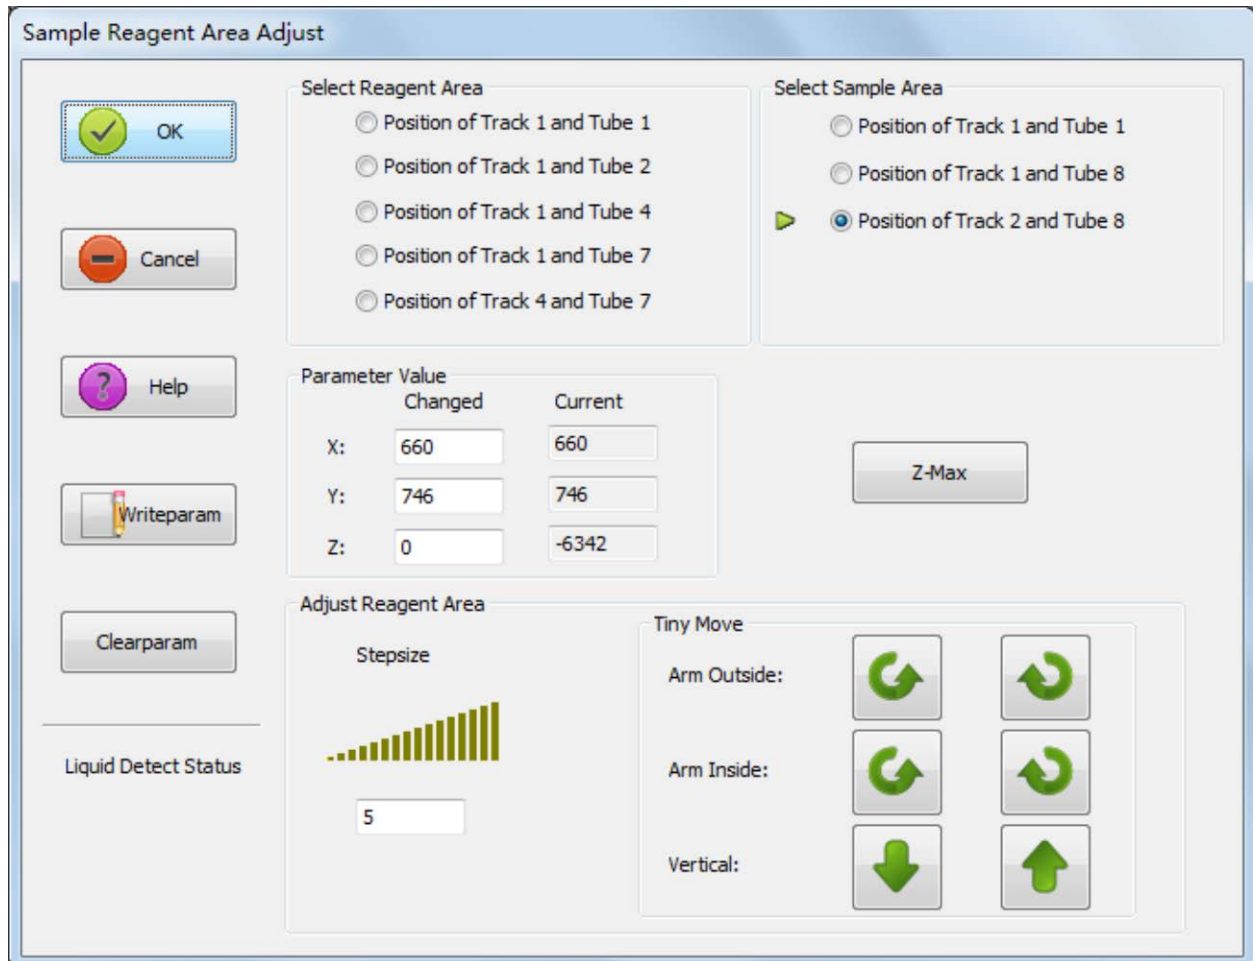 Sample Reagent Area Adjust
OK
Cancel
Help
Writeparam
Clearparam
Liquid Detect Status
Select Reagent Area
Position of Track 1 and Tube 1
Position of Track 1 and Tube 2
Position of Track 1 and Tube 4
Position of Track 1 and Tube 7
Position of Track 4 and Tube 7
Select Sample Area
Position of Track 1 and Tube 1
Position of Track 1 and Tube 8
Position of Track 2 and Tube 8
Parameter Value
Changed Current
X: 660 660
Y: 746 746
Z: 0 -6342
Z-Max
Adjust Reagent Area
Stepsize
5
Tiny Move
Arm Outside:
Arm Inside:
Vertical: